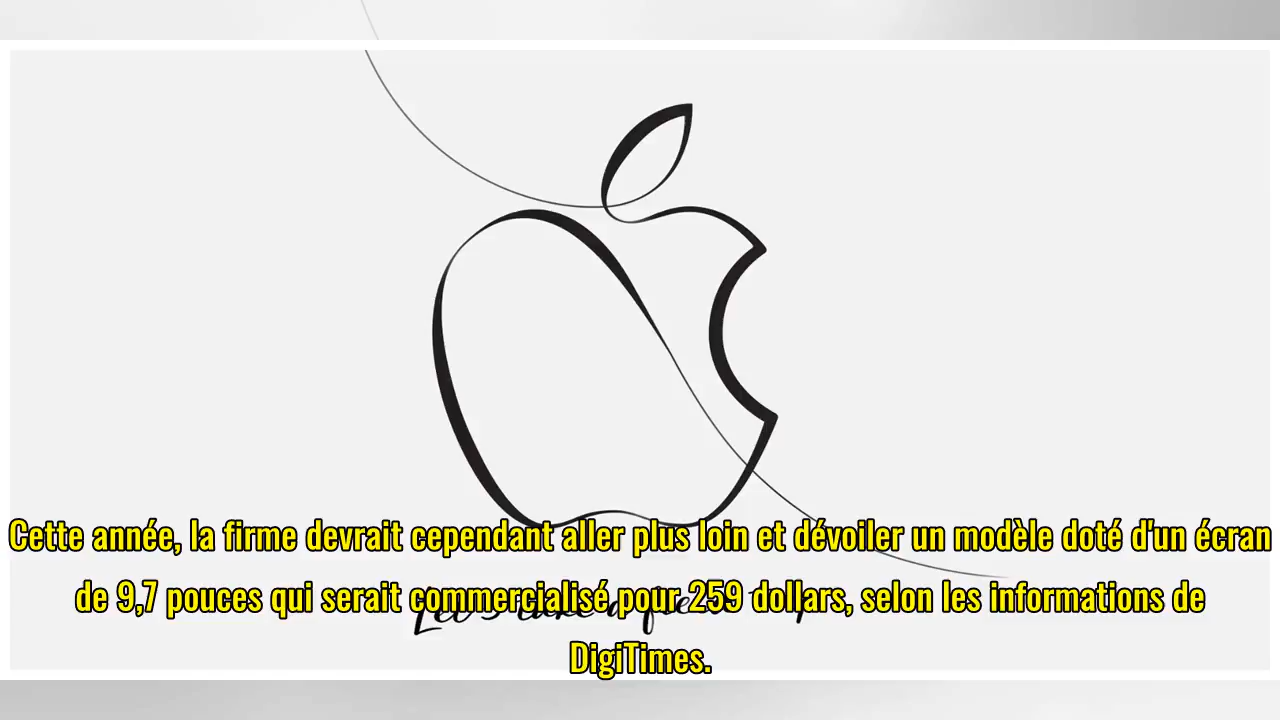 Cette année, la firme devrait cependant aller plus loin et dévoiler un modèle doté d'un écran
de 9,7 pouces qui serait commercialisé pour 259 dollars, selon les informations de
DigiTimes.